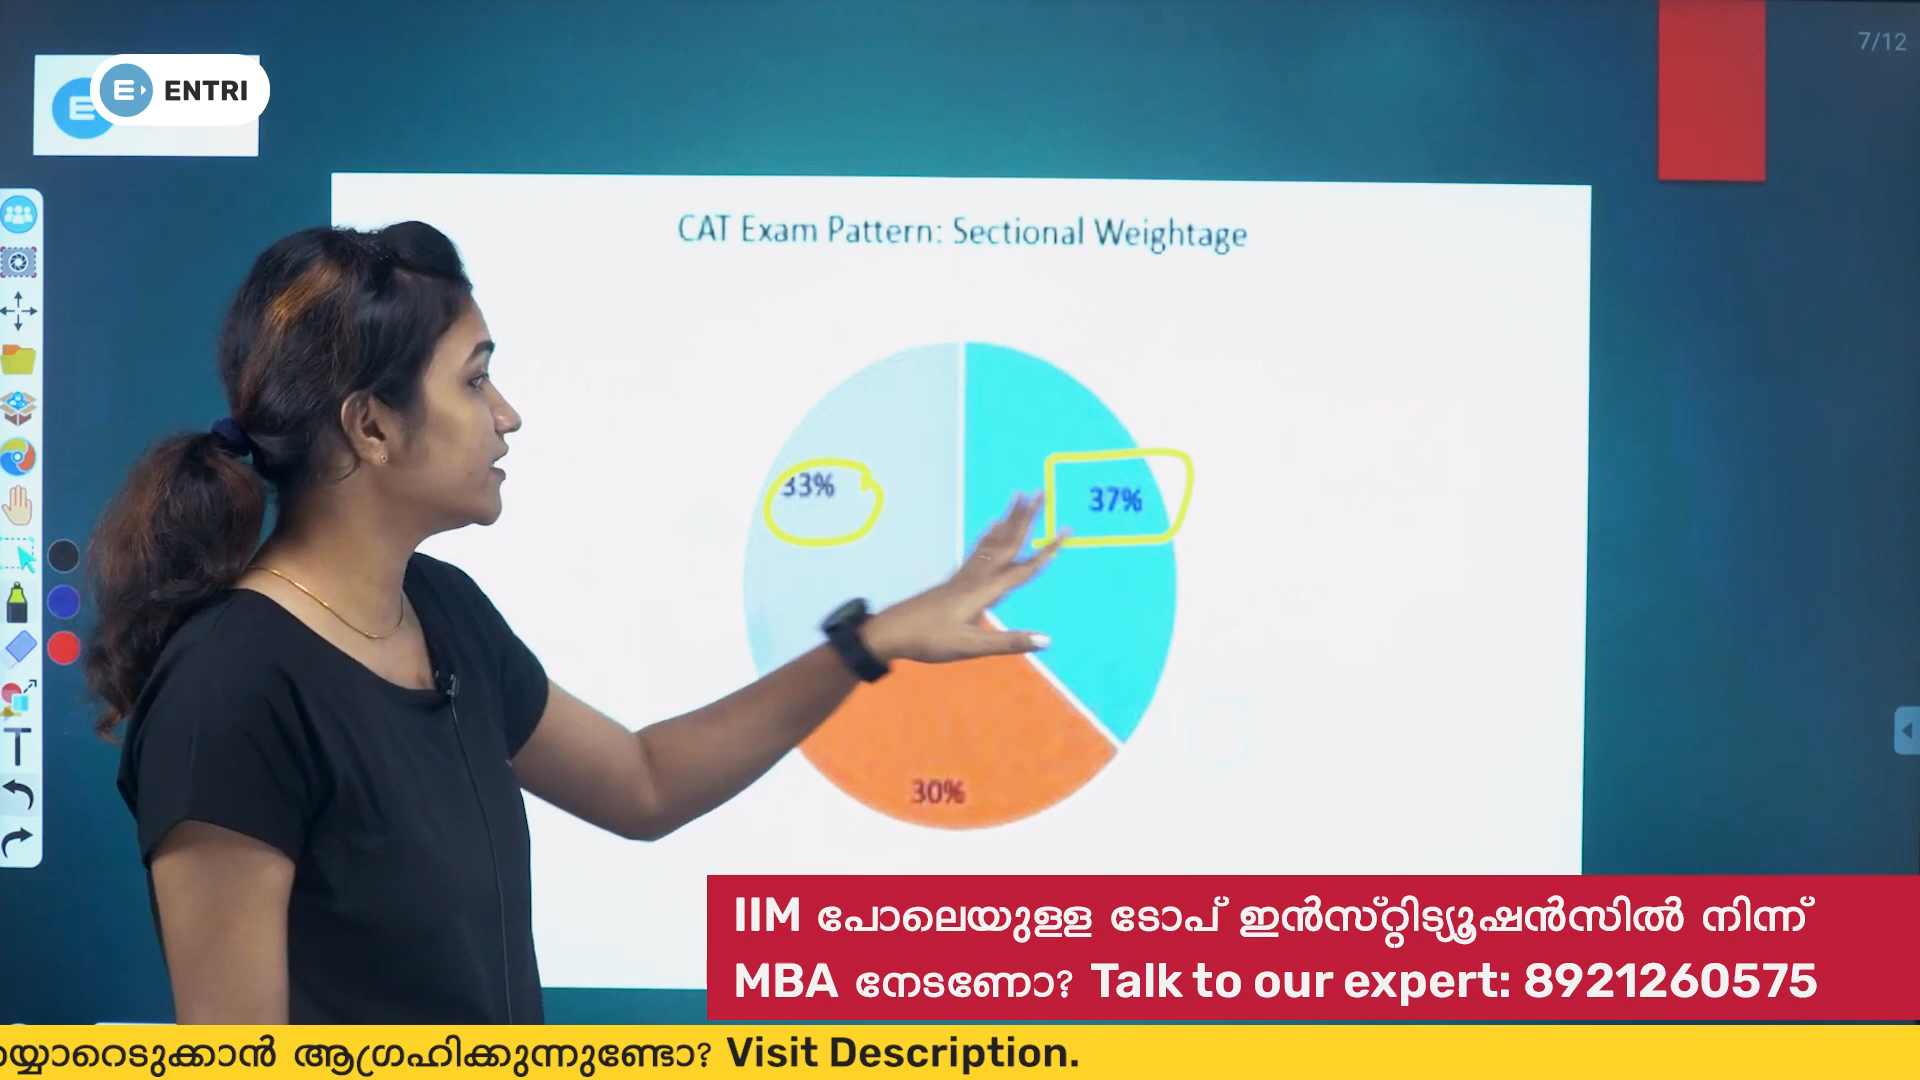 7/12
ENTRI
CAT Exam Pattern: Sectional Weightage
33%
37%
30%
IIM പോലെയുളള ടോപ് ഇൻസ്റ്റിട്യൂഷൻസിൽ നിന്ന്
MBA നേടണോ? Talk to our expert: 8921260575
ആഗ്രഹിക്കുന്നുണ്ടോ? Visit Description.